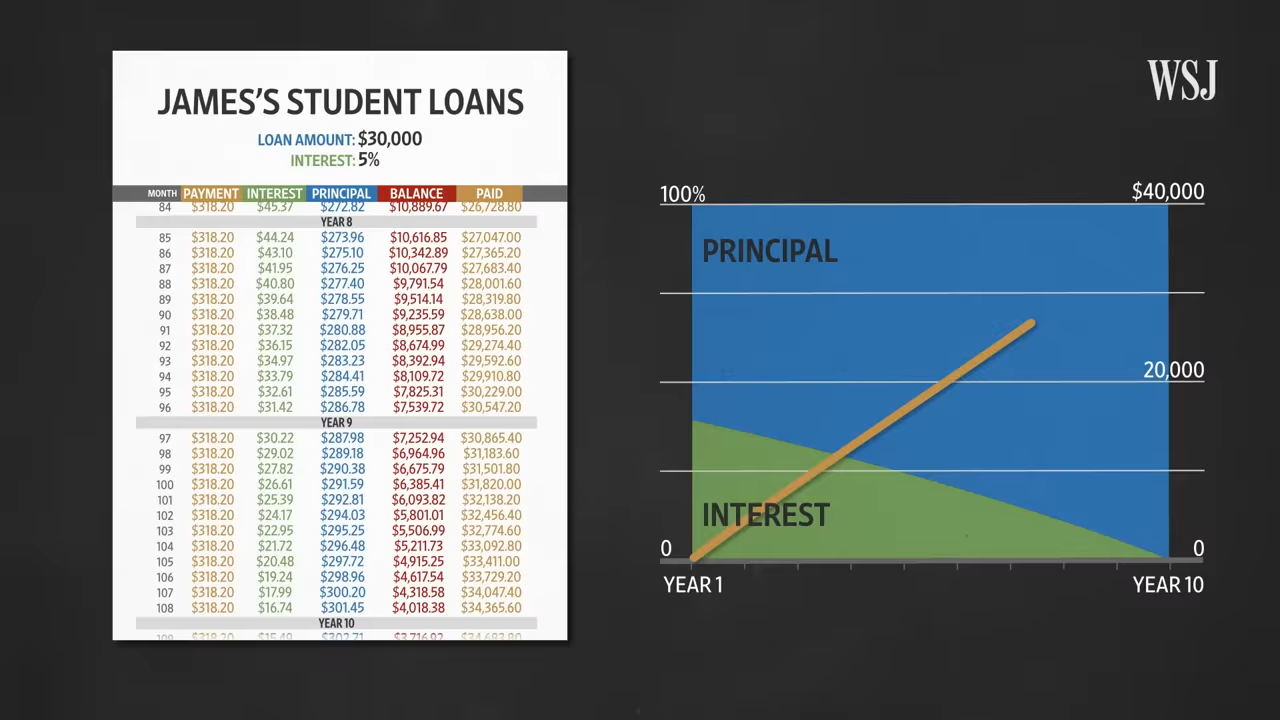 JAMES'S STUDENT LOANS
LOAN AMOUNT: $30,000
INTEREST: 5%
MONTH PAYMENT INTEREST PRINCIPAL BALANCE PAID
84 $318.20 $45.37 $272.82 $10,889.67 $26,728.80
YEAR 8
85 $318.20 $44.24 $273.96 $10,616.85 $27,047.00
86 $318.20 $43.10 $275.10 $10,342.89 $27,365.20
87 $318.20 $41.95 $276.25 $10,067.79 $27,683.40
88 $318.20 $40.80 $277.40 $9,791.54 $28,001.60
89 $318.20 $39.64 $278.55 $9,514.14 $28,319.80
90 $318.20 $38.48 $279.71 $9,235.59 $28,638.00
91 $318.20 $37.32 $280.88 $8,955.87 $28,956.20
92 $318.20 $36.15 $282.05 $8,674.99 $29,274.40
93 $318.20 $34.97 $283.23 $8,392.94 $29,592.60
94 $318.20 $33.79 $284.41 $8,109.72 $29,910.80
95 $318.20 $32.61 $285.59 $7,825.31 $30,229.00
96 $318.20 $31.42 $286.78 $7,539.72 $30,547.20
YEAR 9
97 $318.20 $30.22 $287.98 $7,252.94 $30,865.40
98 $318.20 $29.02 $289.18 $6,964.96 $31,183.60
99 $318.20 $27.82 $290.38 $6,675.79 $31,501.80
100 $318.20 $26.61 $291.59 $6,385.41 $31,820.00
101 $318.20 $25.39 $292.81 $6,093.82 $32,138.20
102 $318.20 $24.17 $294.03 $5,801.01 $32,456.40
103 $318.20 $22.95 $295.25 $5,506.99 $32,774.60
104 $318.20 $21.72 $296.48 $5,211.73 $33,092.80
105 $318.20 $20.48 $297.72 $4,915.25 $33,411.00
106 $318.20 $19.24 $298.96 $4,617.54 $33,729.20
107 $318.20 $17.99 $300.20 $4,318.58 $34,047.40
108 $318.20 $16.74 $301.45 $4,018.38 $34,365.60
YEAR 10
109 $318.20 $15.49 $302.71 $3,716.92 $34,683.80
WSJ
100% $40,000
PRINCIPAL
20,000
INTEREST
0 0
YEAR 1 YEAR 10